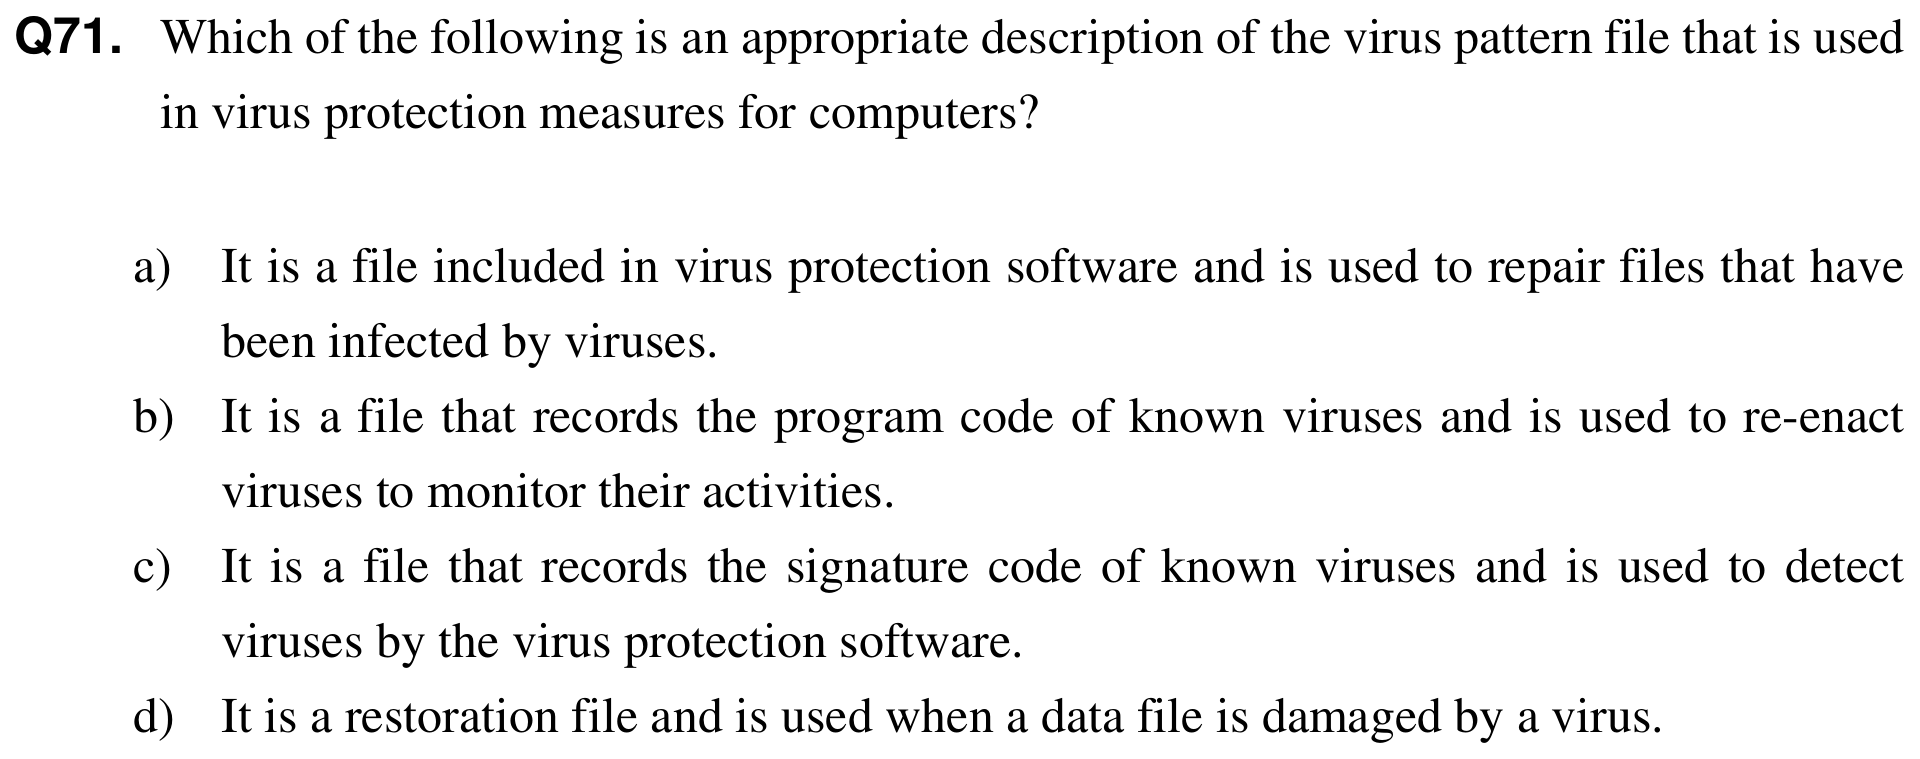 Q71. Which of the following is an appropriate description of the virus pattern file that is used
in virus protection measures for computers?
a) It is a file included in virus protection software and is used to repair files that have
been infected by viruses.
b) It is a file that records the program code of known viruses and is used to re-enact
viruses to monitor their activities.
c) It is a file that records the signature code of known viruses and is used to detect
viruses by the virus protection software.
d) It is a restoration file and is used when a data file is damaged by a virus.